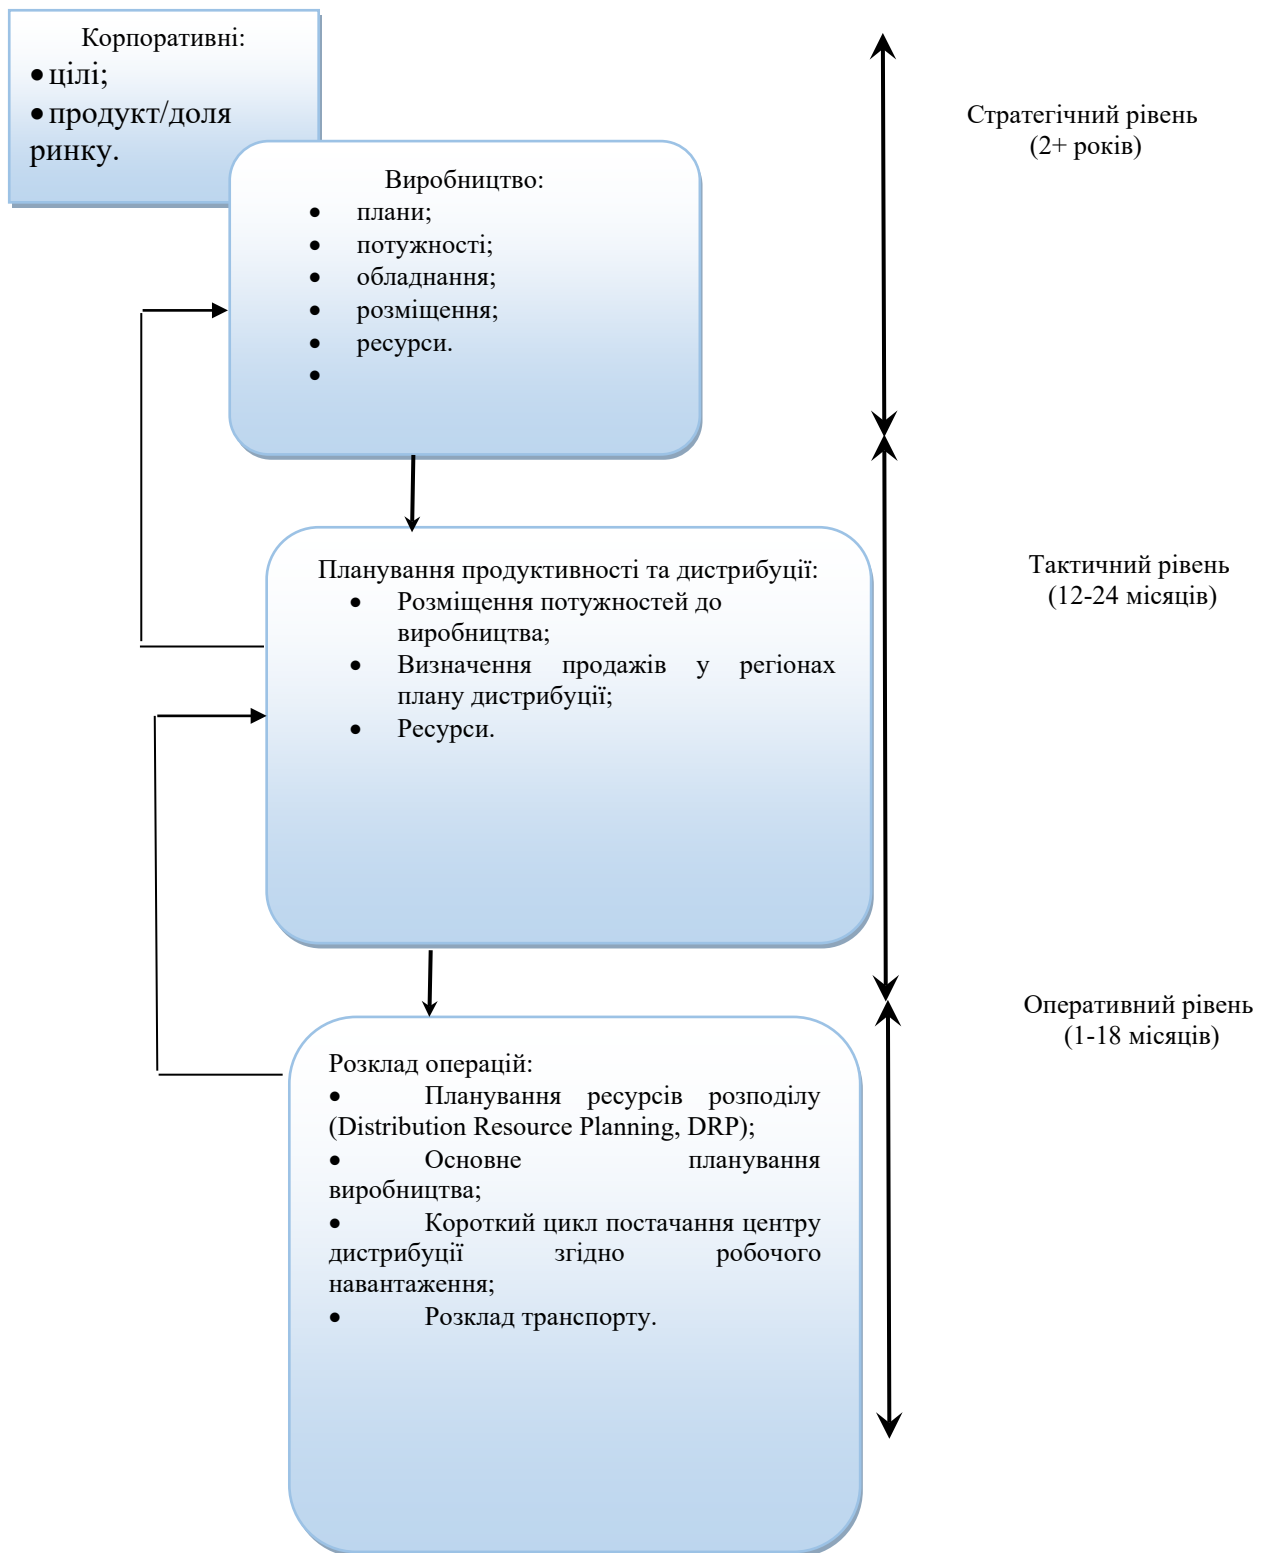 Корпоративні:
• цілі;
• продукт/доля
ринку.
Стратегічний рівень
(2+ років)
Виробництво:
• плани;
• потужності;
• обладнання;
• розміщення;
• ресурси.
•
Тактичний рівень
(12-24 місяців)
Планування продуктивності та дистрибуції:
• Розміщення потужностей до
виробництва;
• Визначення продажів у регіонах
плану дистрибуції;
• Ресурси.
Оперативний рівень
(1-18 місяців)
Розклад операцій:
• Планування ресурсів розподілу
(Distribution Resource Planning, DRP);
• Основне планування
виробництва;
• Короткий цикл постачання центру
дистрибуції згідно робочого
навантаження;
• Розклад транспорту.